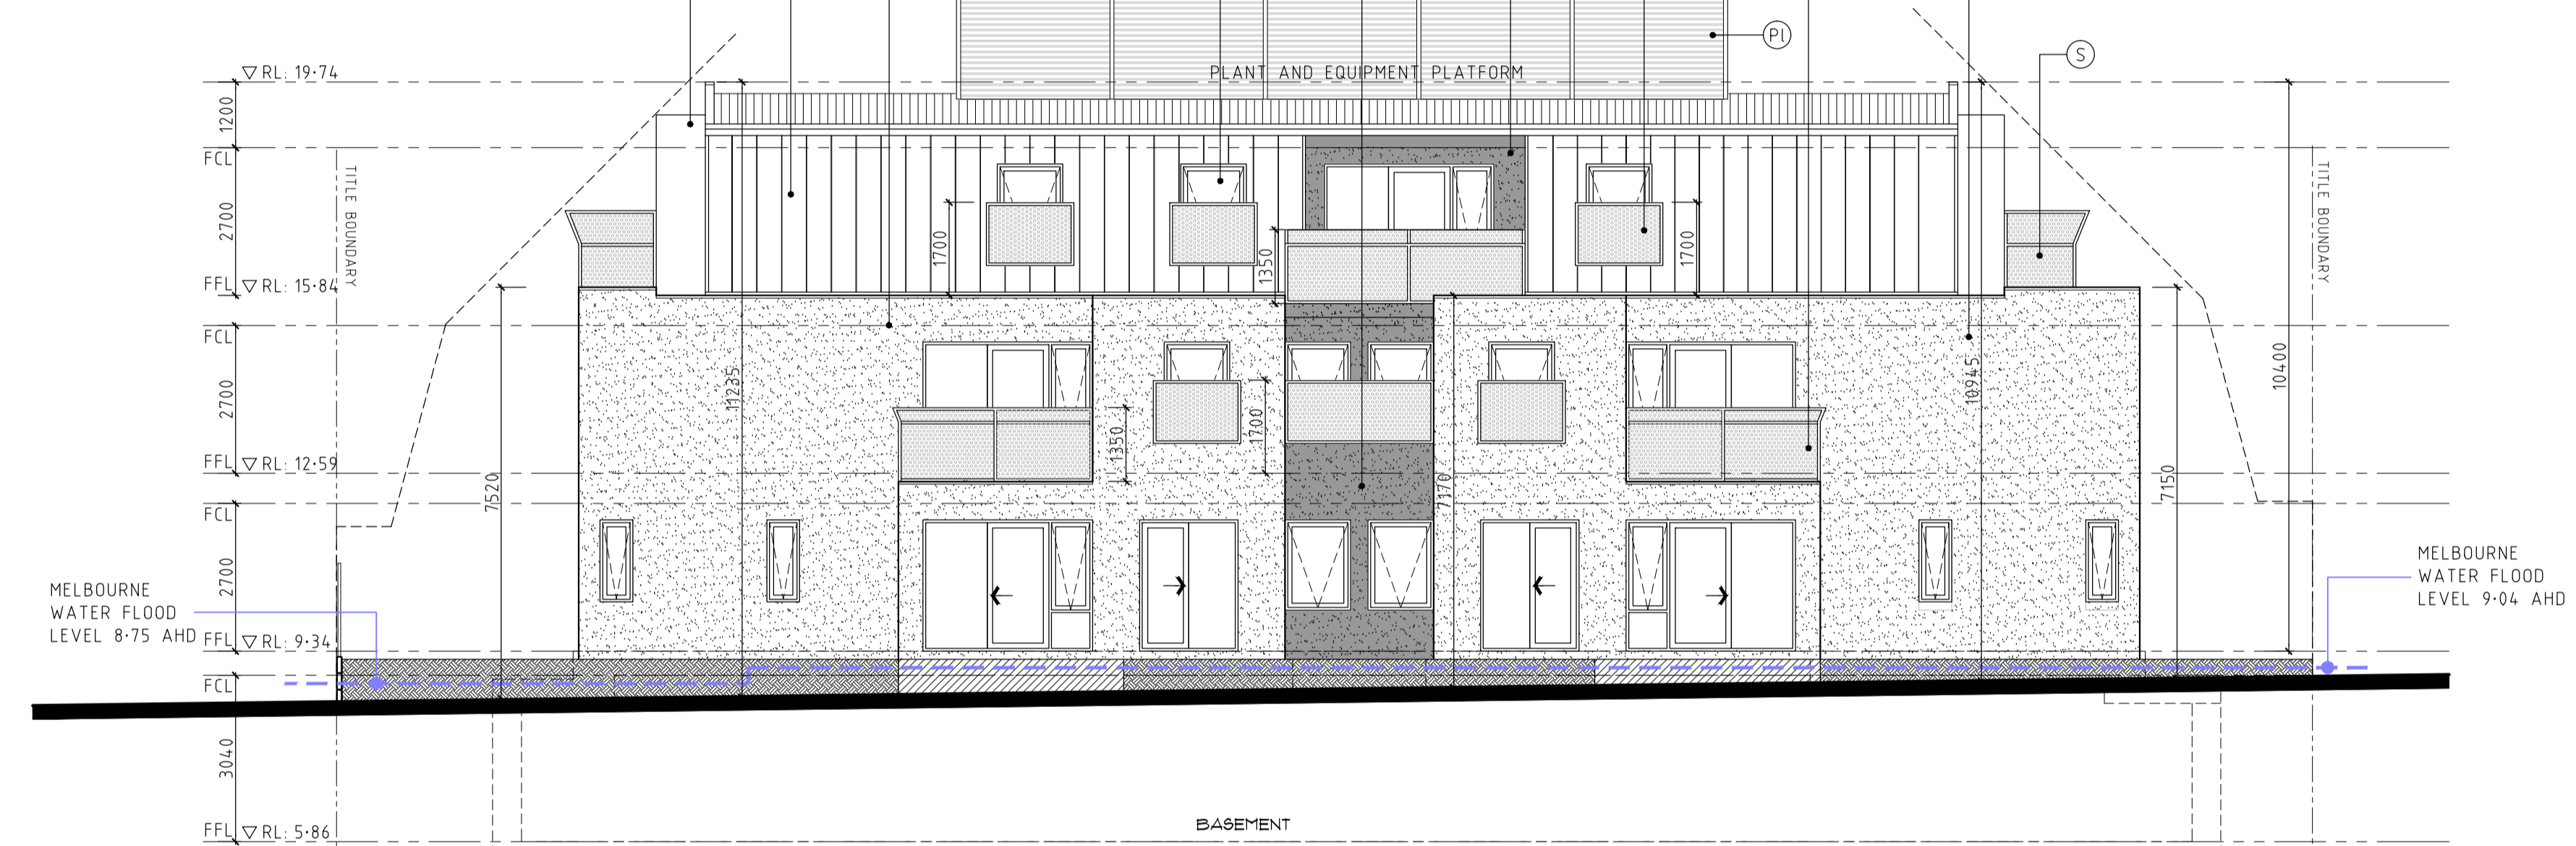 Pl
S
PLANT AND EQUIPMENT PLATFORM
RL: 19·74
1200
FCL
2700
FFL RL: 15·84
FCL
2700
FFL RL: 12·59
FCL
2700
FFL RL: 9·34
FCL
3040
FFL RL: 5·86
TITLE BOUNDARY
TITLE BOUNDARY
1700
1350
1700
11235
10945
10400
7520
1350
1700
7170
7150
MELBOURNE
WATER FLOOD
LEVEL 8·75 AHD
MELBOURNE
WATER FLOOD
LEVEL 9·04 AHD
BASEMENT